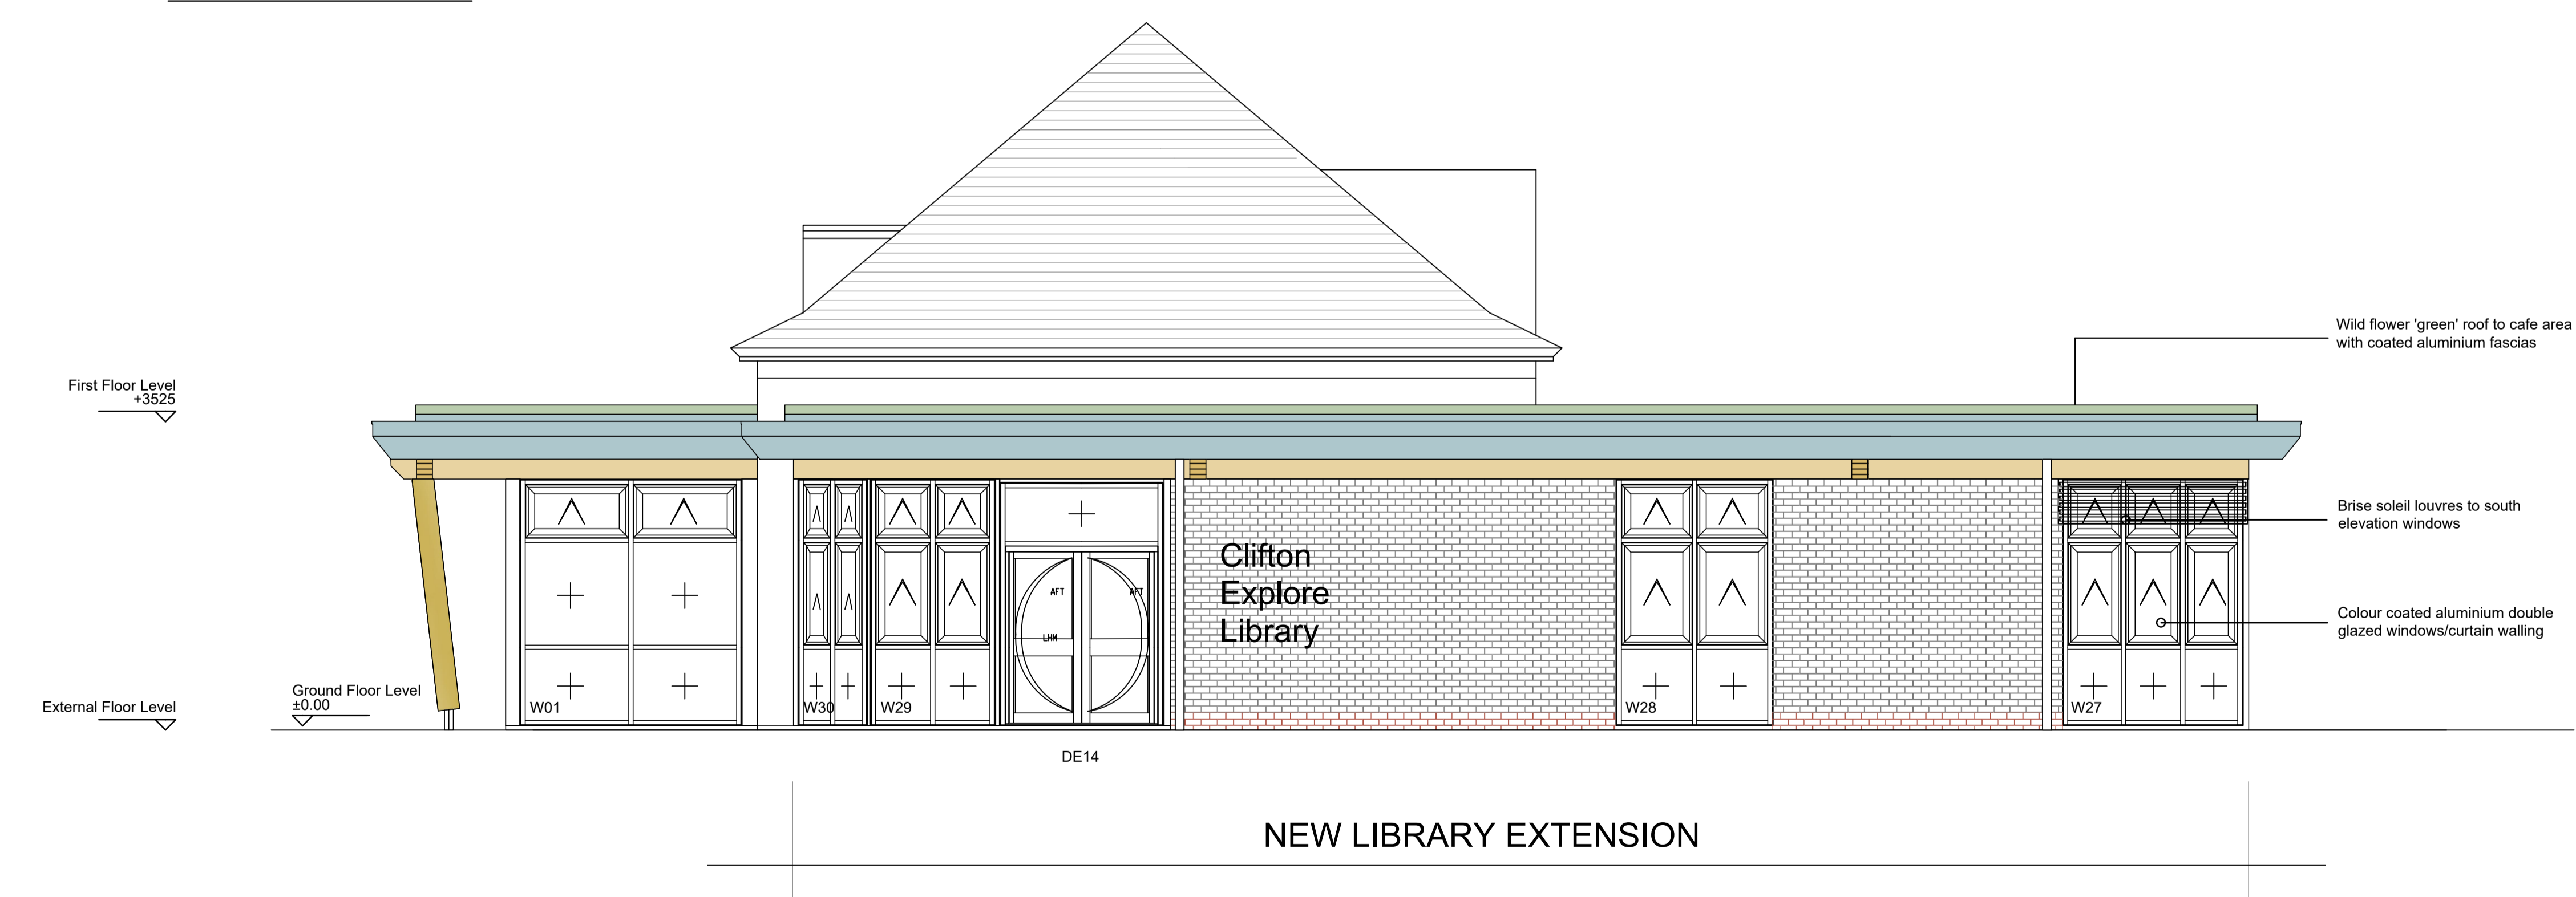 Wild flower 'green' roof to cafe area
with coated aluminium fascias
First Floor Level
+3525
Brise soleil louvres to south
elevation windows
Clifton
Explore
Library
AFT
AFT
LHM
Colour coated aluminium double
glazed windows/curtain walling
Ground Floor Level
±0.00
External Floor Level
W01
W30
W29
W28
W27
DE14
NEW LIBRARY EXTENSION